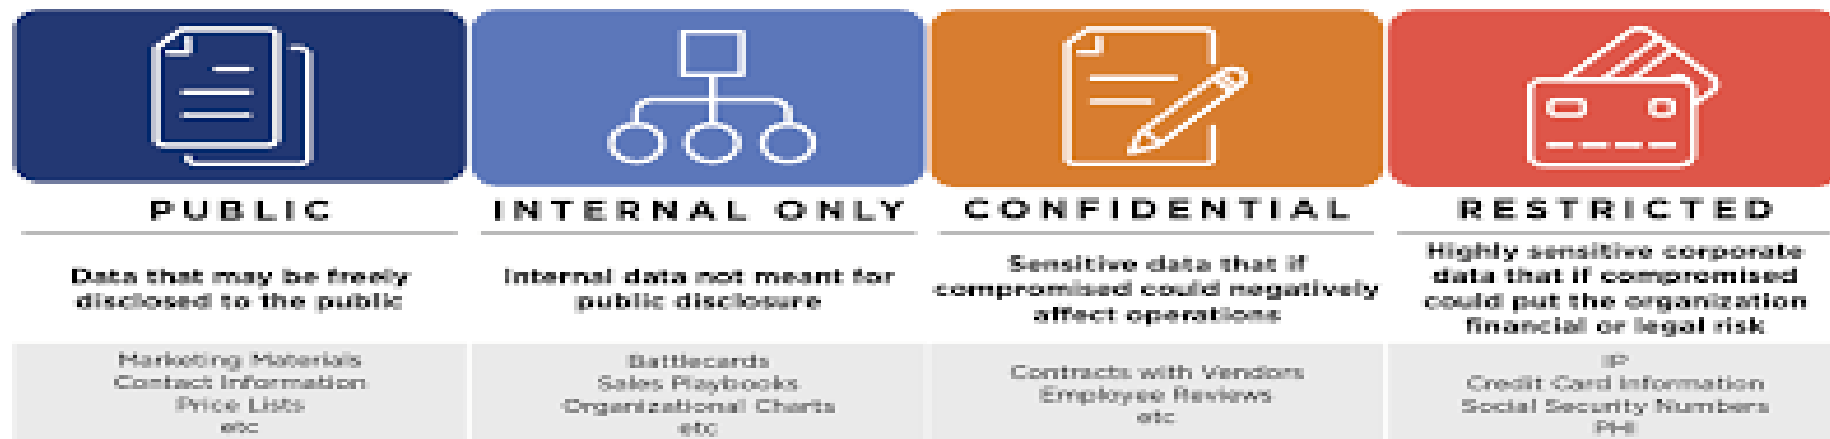 PUBLIC
Data that may be freely
disclosed to the public
Marketing Materials
Contact Information
Price Lists
etc
INTERNAL ONLY
Internal data not meant for
public disclosure
Battlecards
Sales Playbooks
Organizational Charts
etc
CONFIDENTIAL
Sensitive data that if
compromised could negatively
affect operations
Contracts with Vendors
Employee Reviews
etc
RESTRICTED
Highly sensitive corporate
data that if compromised
could put the organization
financial or legal risk
IP
Credit Card Information
Social Security Numbers
PHI